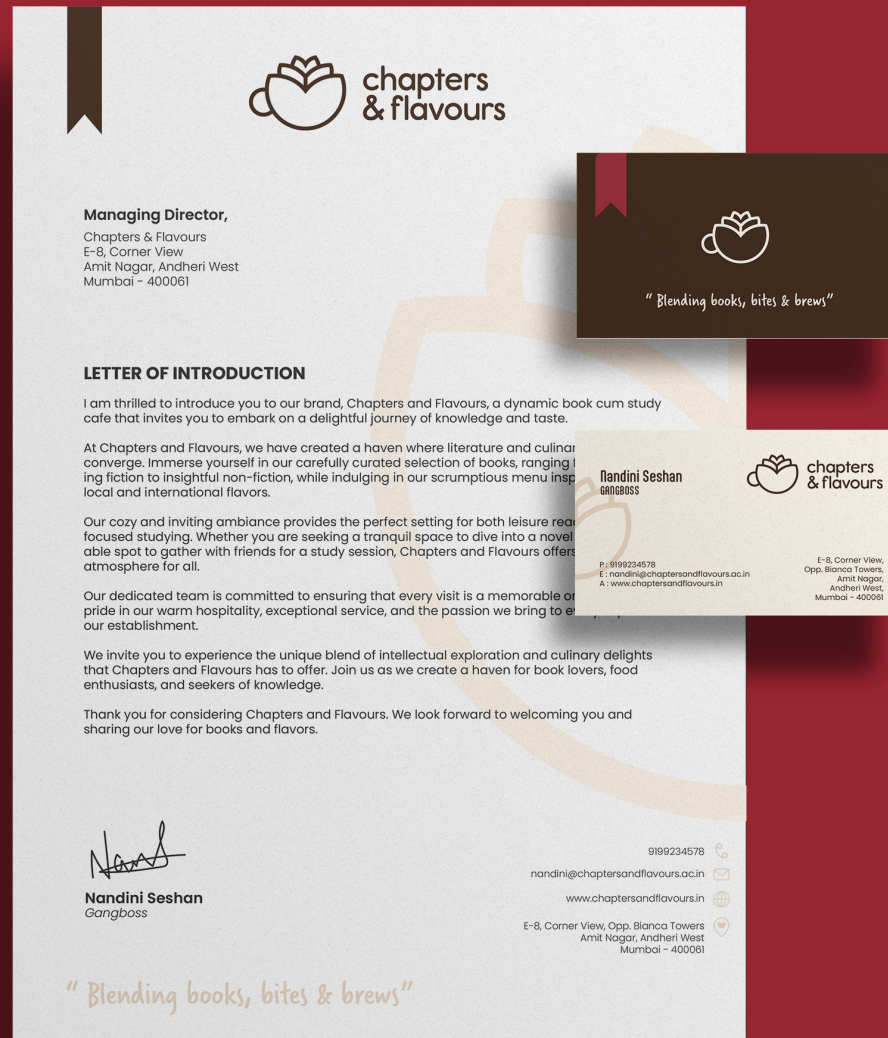 chapters
& flavours
Managing Director,
Chapters & Flavours
E-8, Corner View
Amit Nagar, Andheri West
Mumbai - 400061
LETTER OF INTRODUCTION
I am thrilled to introduce you to our brand, Chapters and Flavours, a dynamic book cum study
cafe that invites you to embark on a delightful journey of knowledge and taste.
At Chapters and Flavours, we have created a haven where literature and
converge. Immerse yourself in our carefully curated selection of books, ranging
ing fiction to insightful non-fiction, while indulging in our scrumptious menu
local and international flavors.
Our cozy and inviting ambiance provides the perfect setting for both leisure
focused studying. Whether you are seeking a tranquil space to dive into a novel
able spot to gather with friends for a study session, Chapters and Flavours offers
atmosphere for all.
Our dedicated team is committed to ensuring that every visit is a memorable
pride in our warm hospitality, exceptional service, and the passion we bring to
our establishment.
We invite you to experience the unique blend of intellectual exploration and culinary delights
that Chapters and Flavours has to offer. Join us as we create a haven for book lovers, food
enthusiasts, and seekers of knowledge.
Thank you for considering Chapters and Flavours. We look forward to welcoming you and
sharing our love for books and flavors.
Nandini Seshan
Gangboss
9199234578
nandini@chaptersandflavours.ac.in
www.chaptersandflavours.in
E-8, Corner View, Opp. Bianca Towers
Amit Nagar, Andheri West
Mumbai - 400061
“ Blending books, bites & brews”
“ Blending books, bites & brews”
Nandini Seshan
GANGBOSS
chapters
& flavours
P : 9199234578
E : nandini@chaptersandflavours.ac.in
A : www.chaptersandflavours.in
E-8, Corner View,
Opp. Bianca Towers,
Amit Nagar,
Andheri West,
Mumbai - 400061